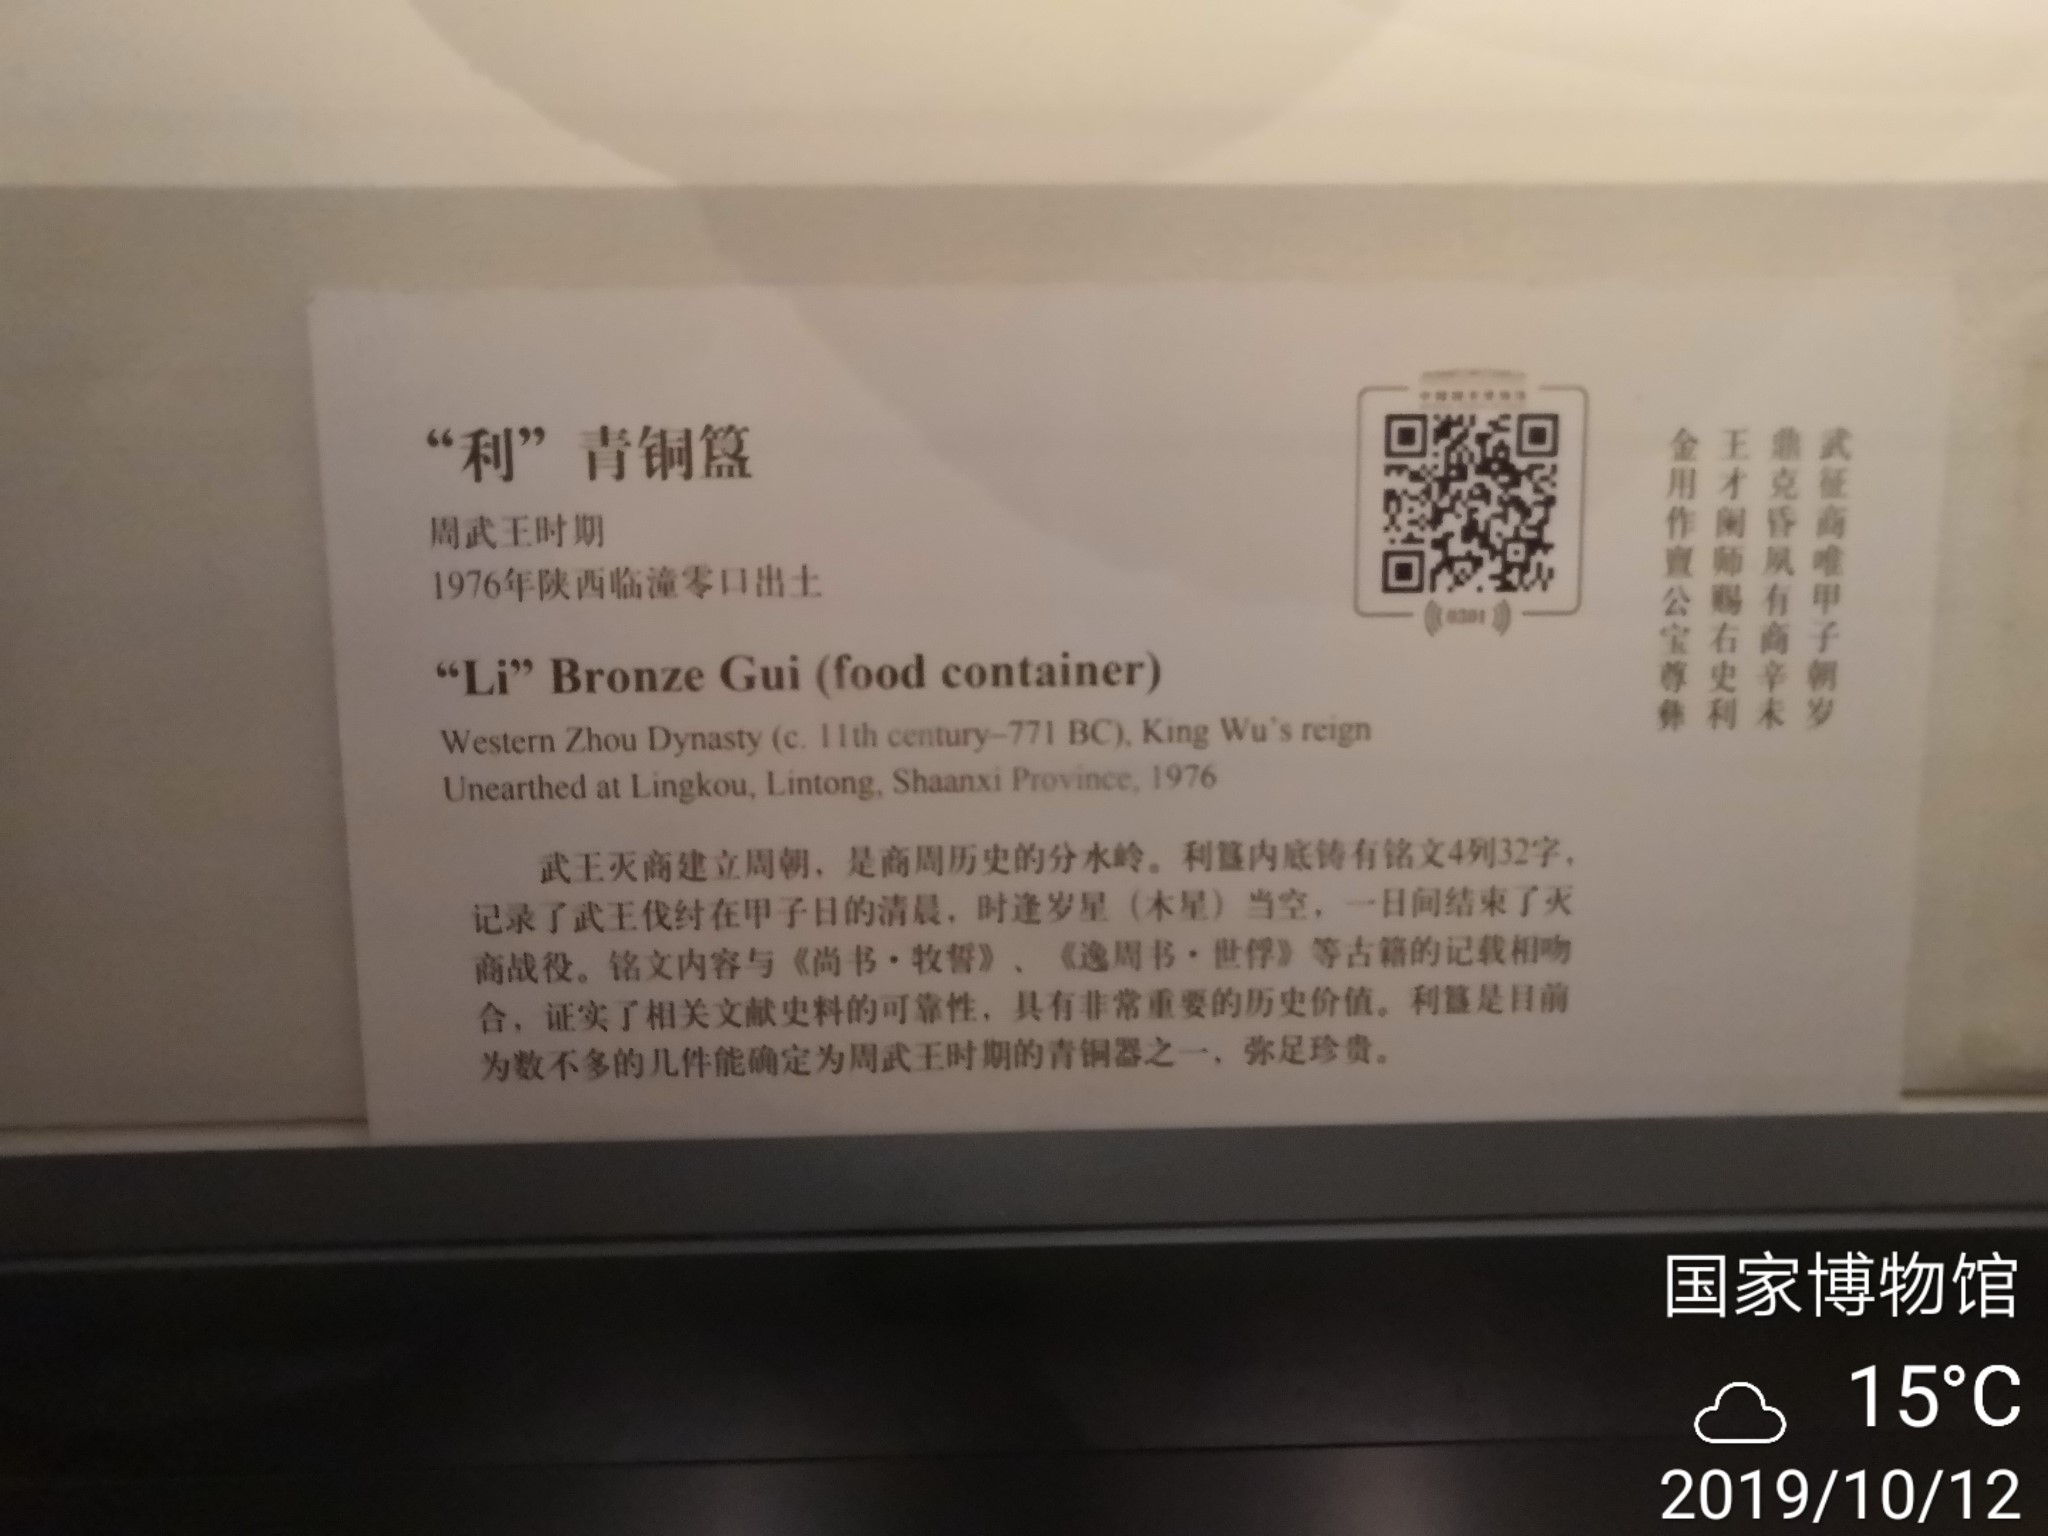 “利” 青铜簋
周武王时期
1976年陕西临潼零口出土
“Li” Bronze Gui (food container)
Western Zhou Dynasty (c. 11th century–771 BC), King Wu’s reign
Unearthed at Lingkou, Lintong, Shaanxi Province, 1976
武王灭商建立周朝，是商周历史的分水岭。利簋内底铸有铭文4列32字，
记录了武王伐纣在甲子日的清晨，时逢岁星（木星）当空，一日间结束了灭
商战役。铭文内容与《尚书·牧誓》、《逸周书·世俘》等古籍的记载相吻
合，证实了相关文献史料的可靠性，具有非常重要的历史价值。利簋是目前
为数不多的几件能确定为周武王时期的青铜器之一，弥足珍贵。
武征商唯甲子朝岁
鼎克昏夙有商辛未
王才阑师赐右史利
金用作公宝尊彝
国家博物馆
15°C
2019/10/12